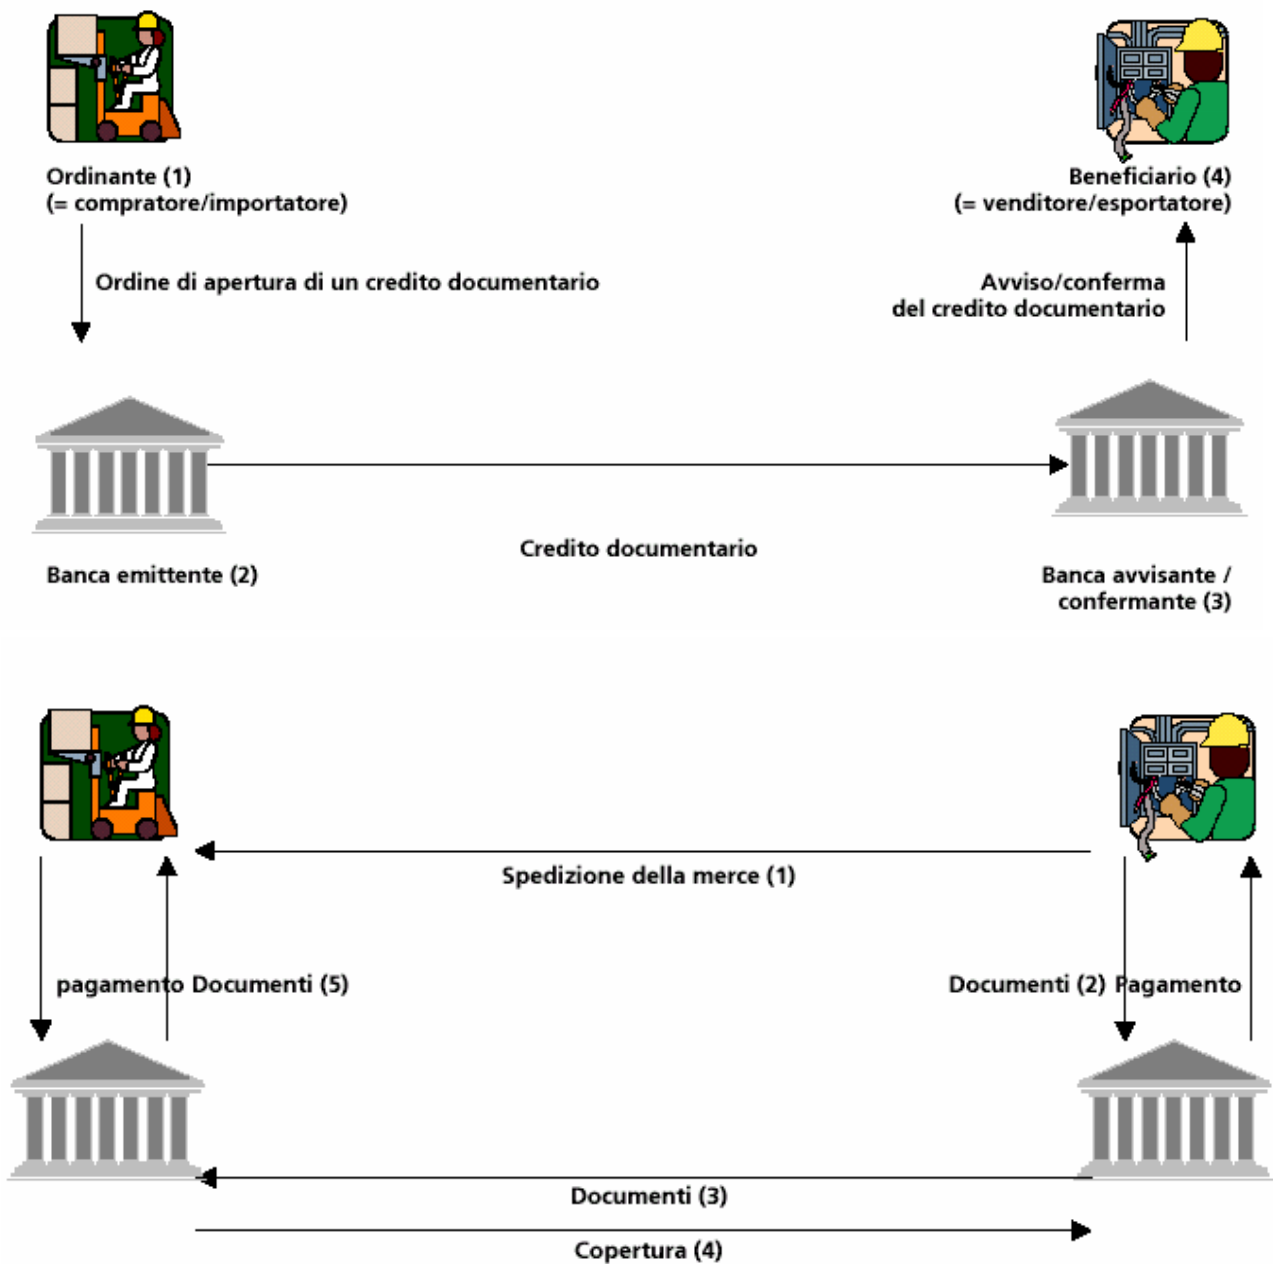 Ordinante (1)
(= compratore/importatore)
Beneficiario (4)
(= venditore/esportatore)
Ordine di apertura di un credito documentario
Avviso/conferma
del credito documentario
Credito documentario
Banca emittente (2)
Banca avvisante /
confermante (3)
Spedizione della merce (1)
pagamento Documenti (5)
Documenti (2) Pagamento
Documenti (3)
Copertura (4)